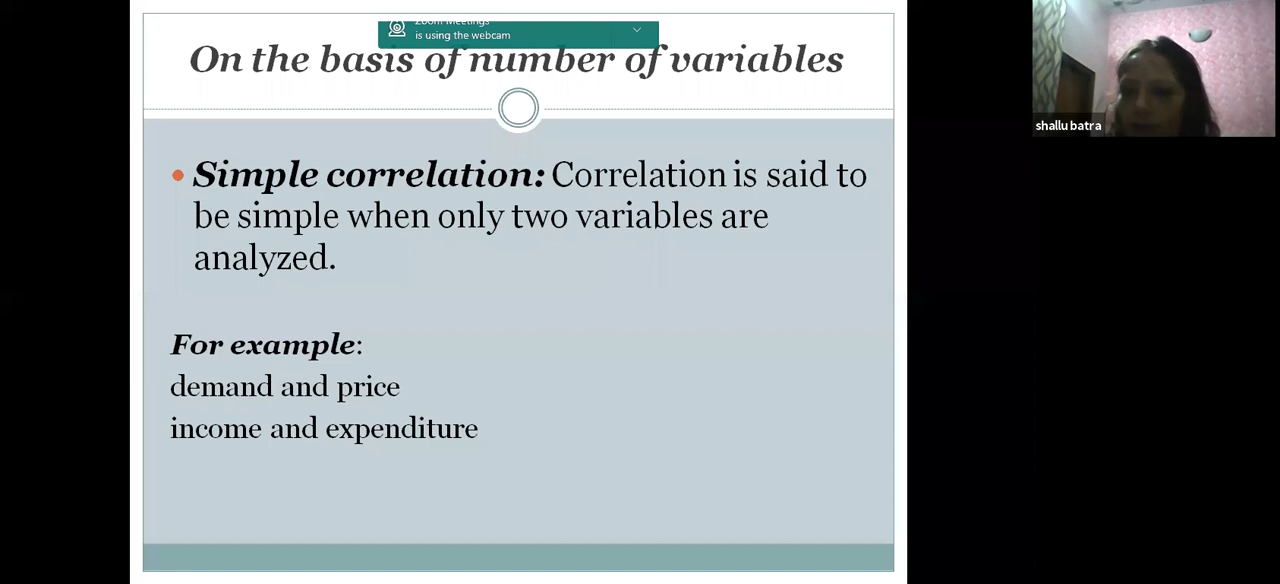 Zoom Meetings
is using the webcam
On the basis of number of variables
• Simple correlation: Correlation is said to
be simple when only two variables are
analyzed.
For example:
demand and price
income and expenditure
shallu batra